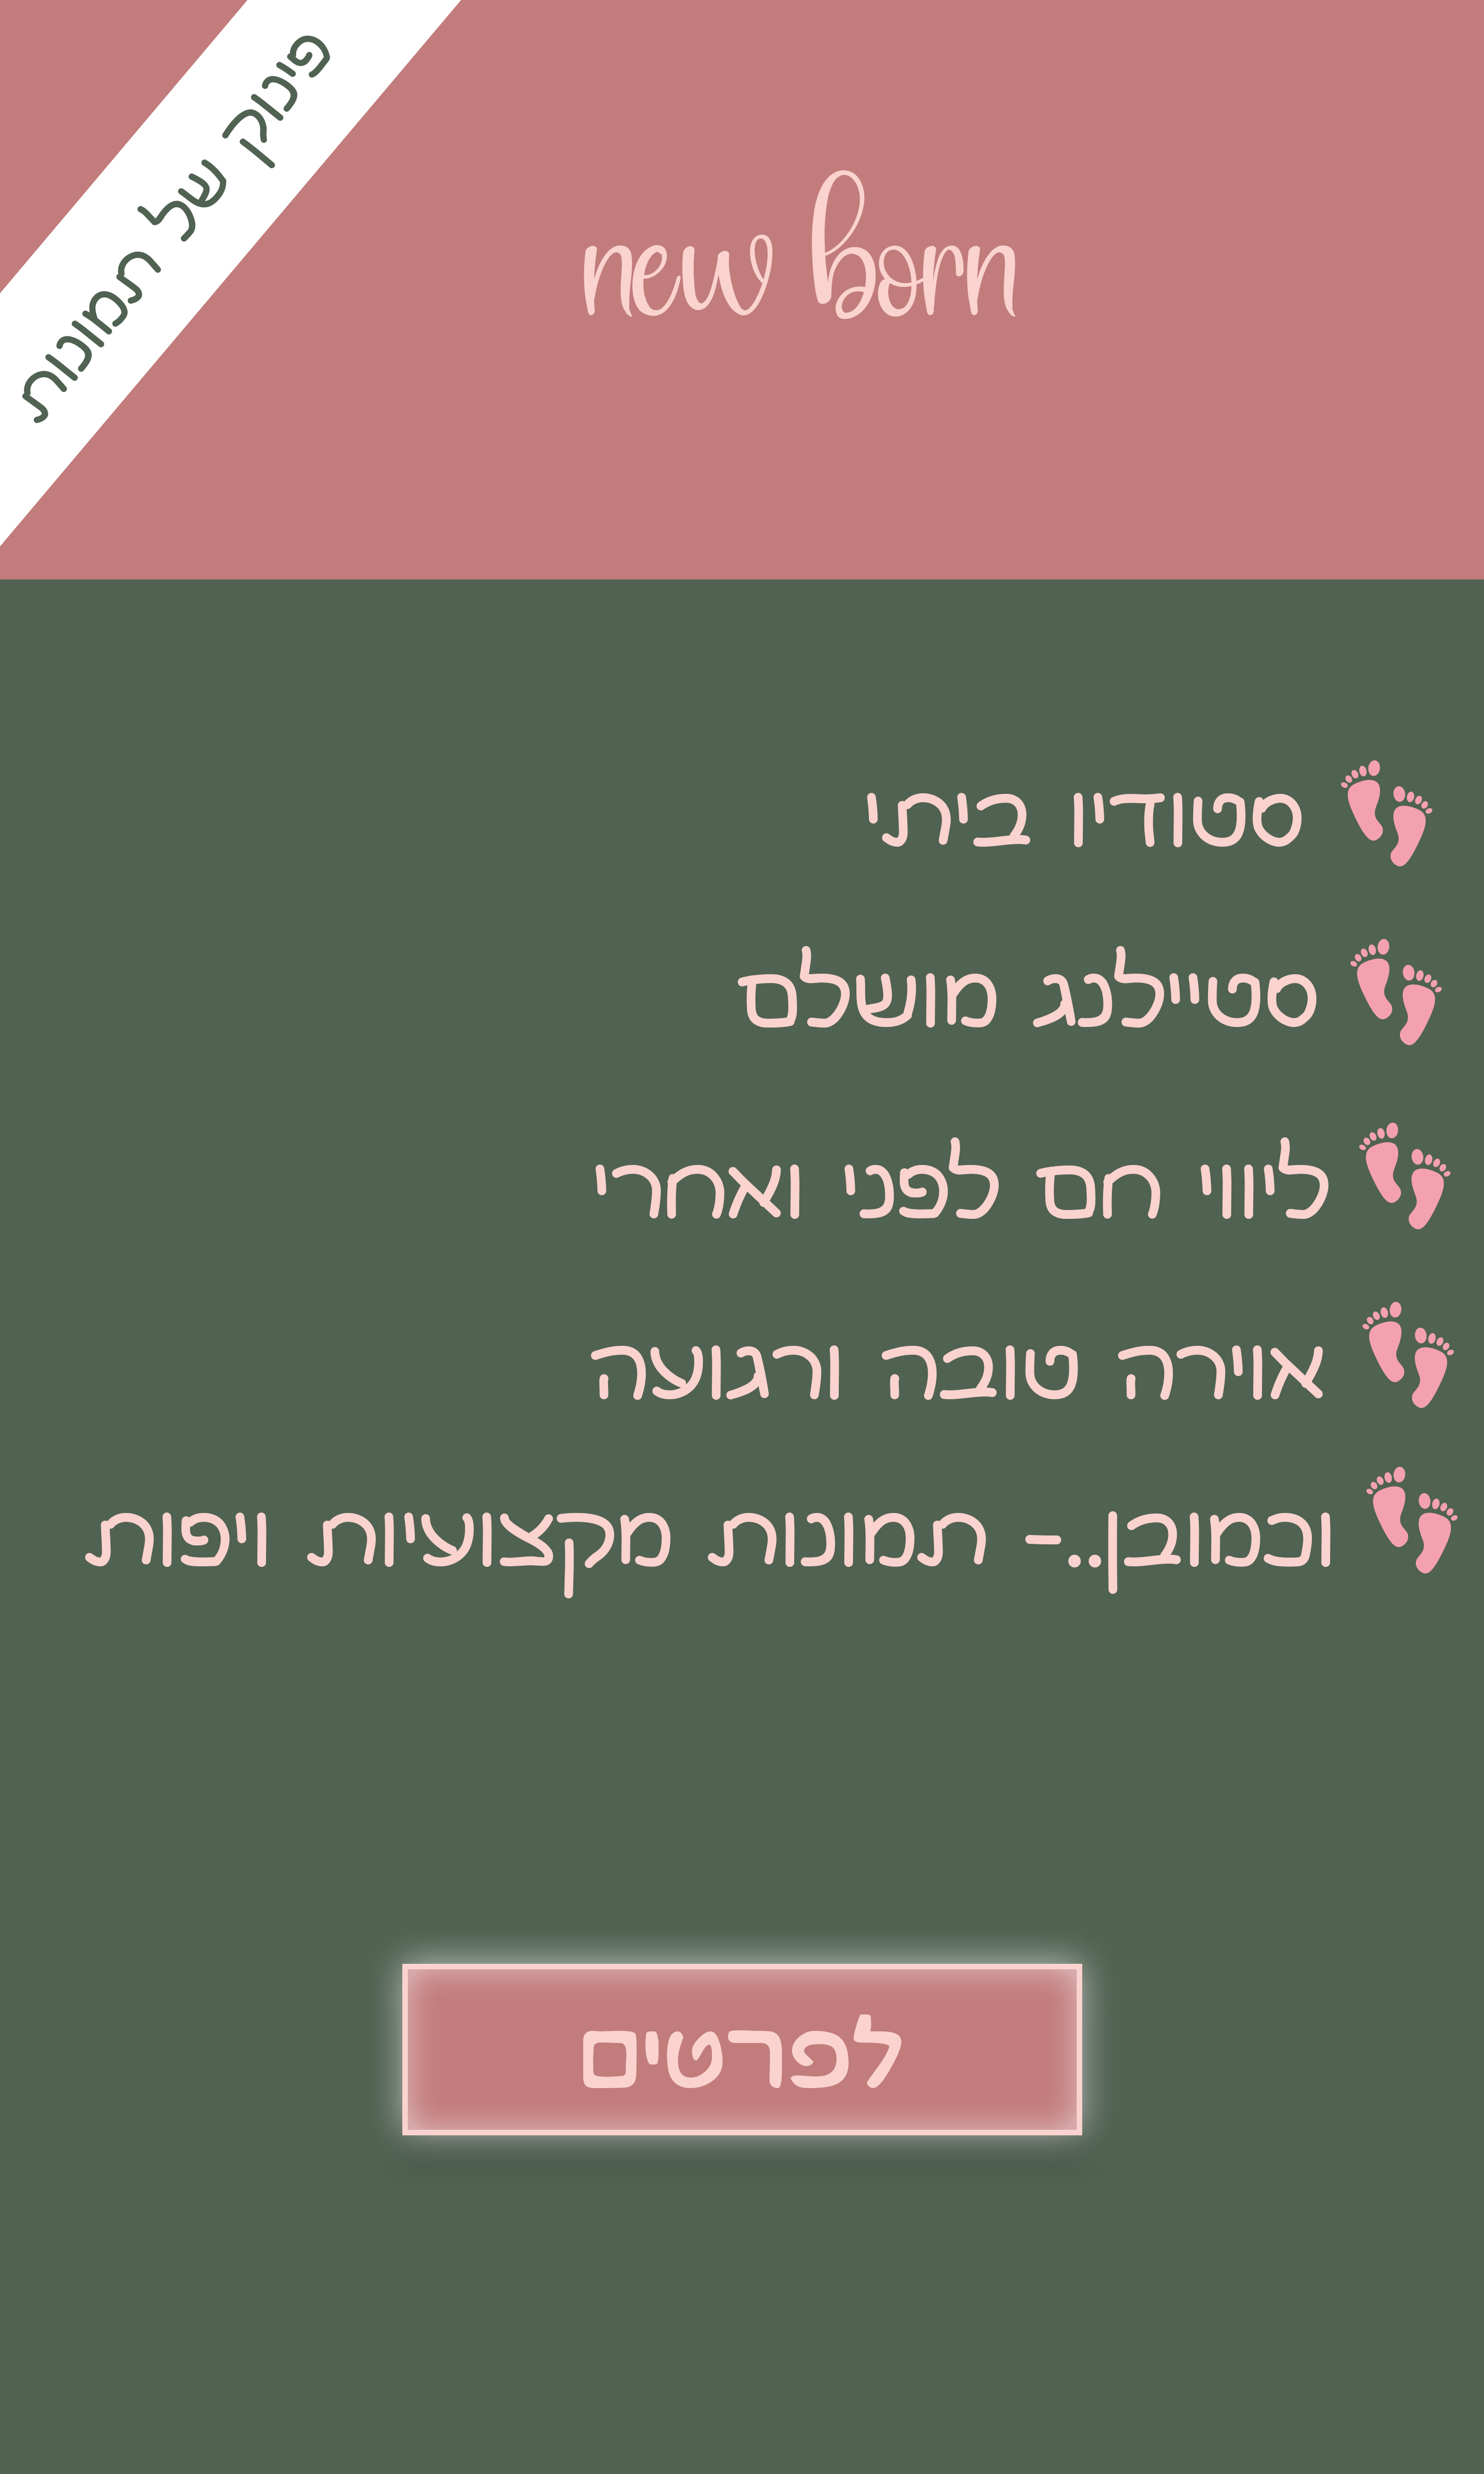 פינוק של 7 תמונות
new born
סטודיו ביתי
סטיילנג מושלם
ליווי חם לפני ואחרי
אוירה טובה ורגועה
וכמובן..- תמונות מקצועיות ויפות
לפרטים